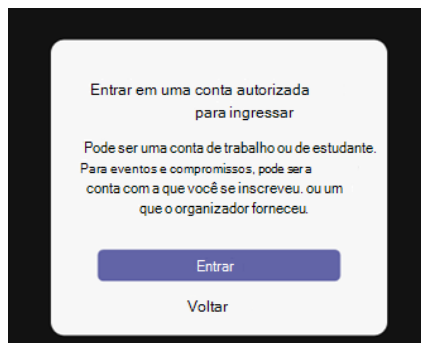 Entrar em uma conta autorizada
para ingressar
Pode ser uma conta de trabalho ou de estudante.
Para eventos e compromissos, pode ser a
conta com a que você se inscreveu. ou um
que o organizador forneceu.
Entrar
Voltar